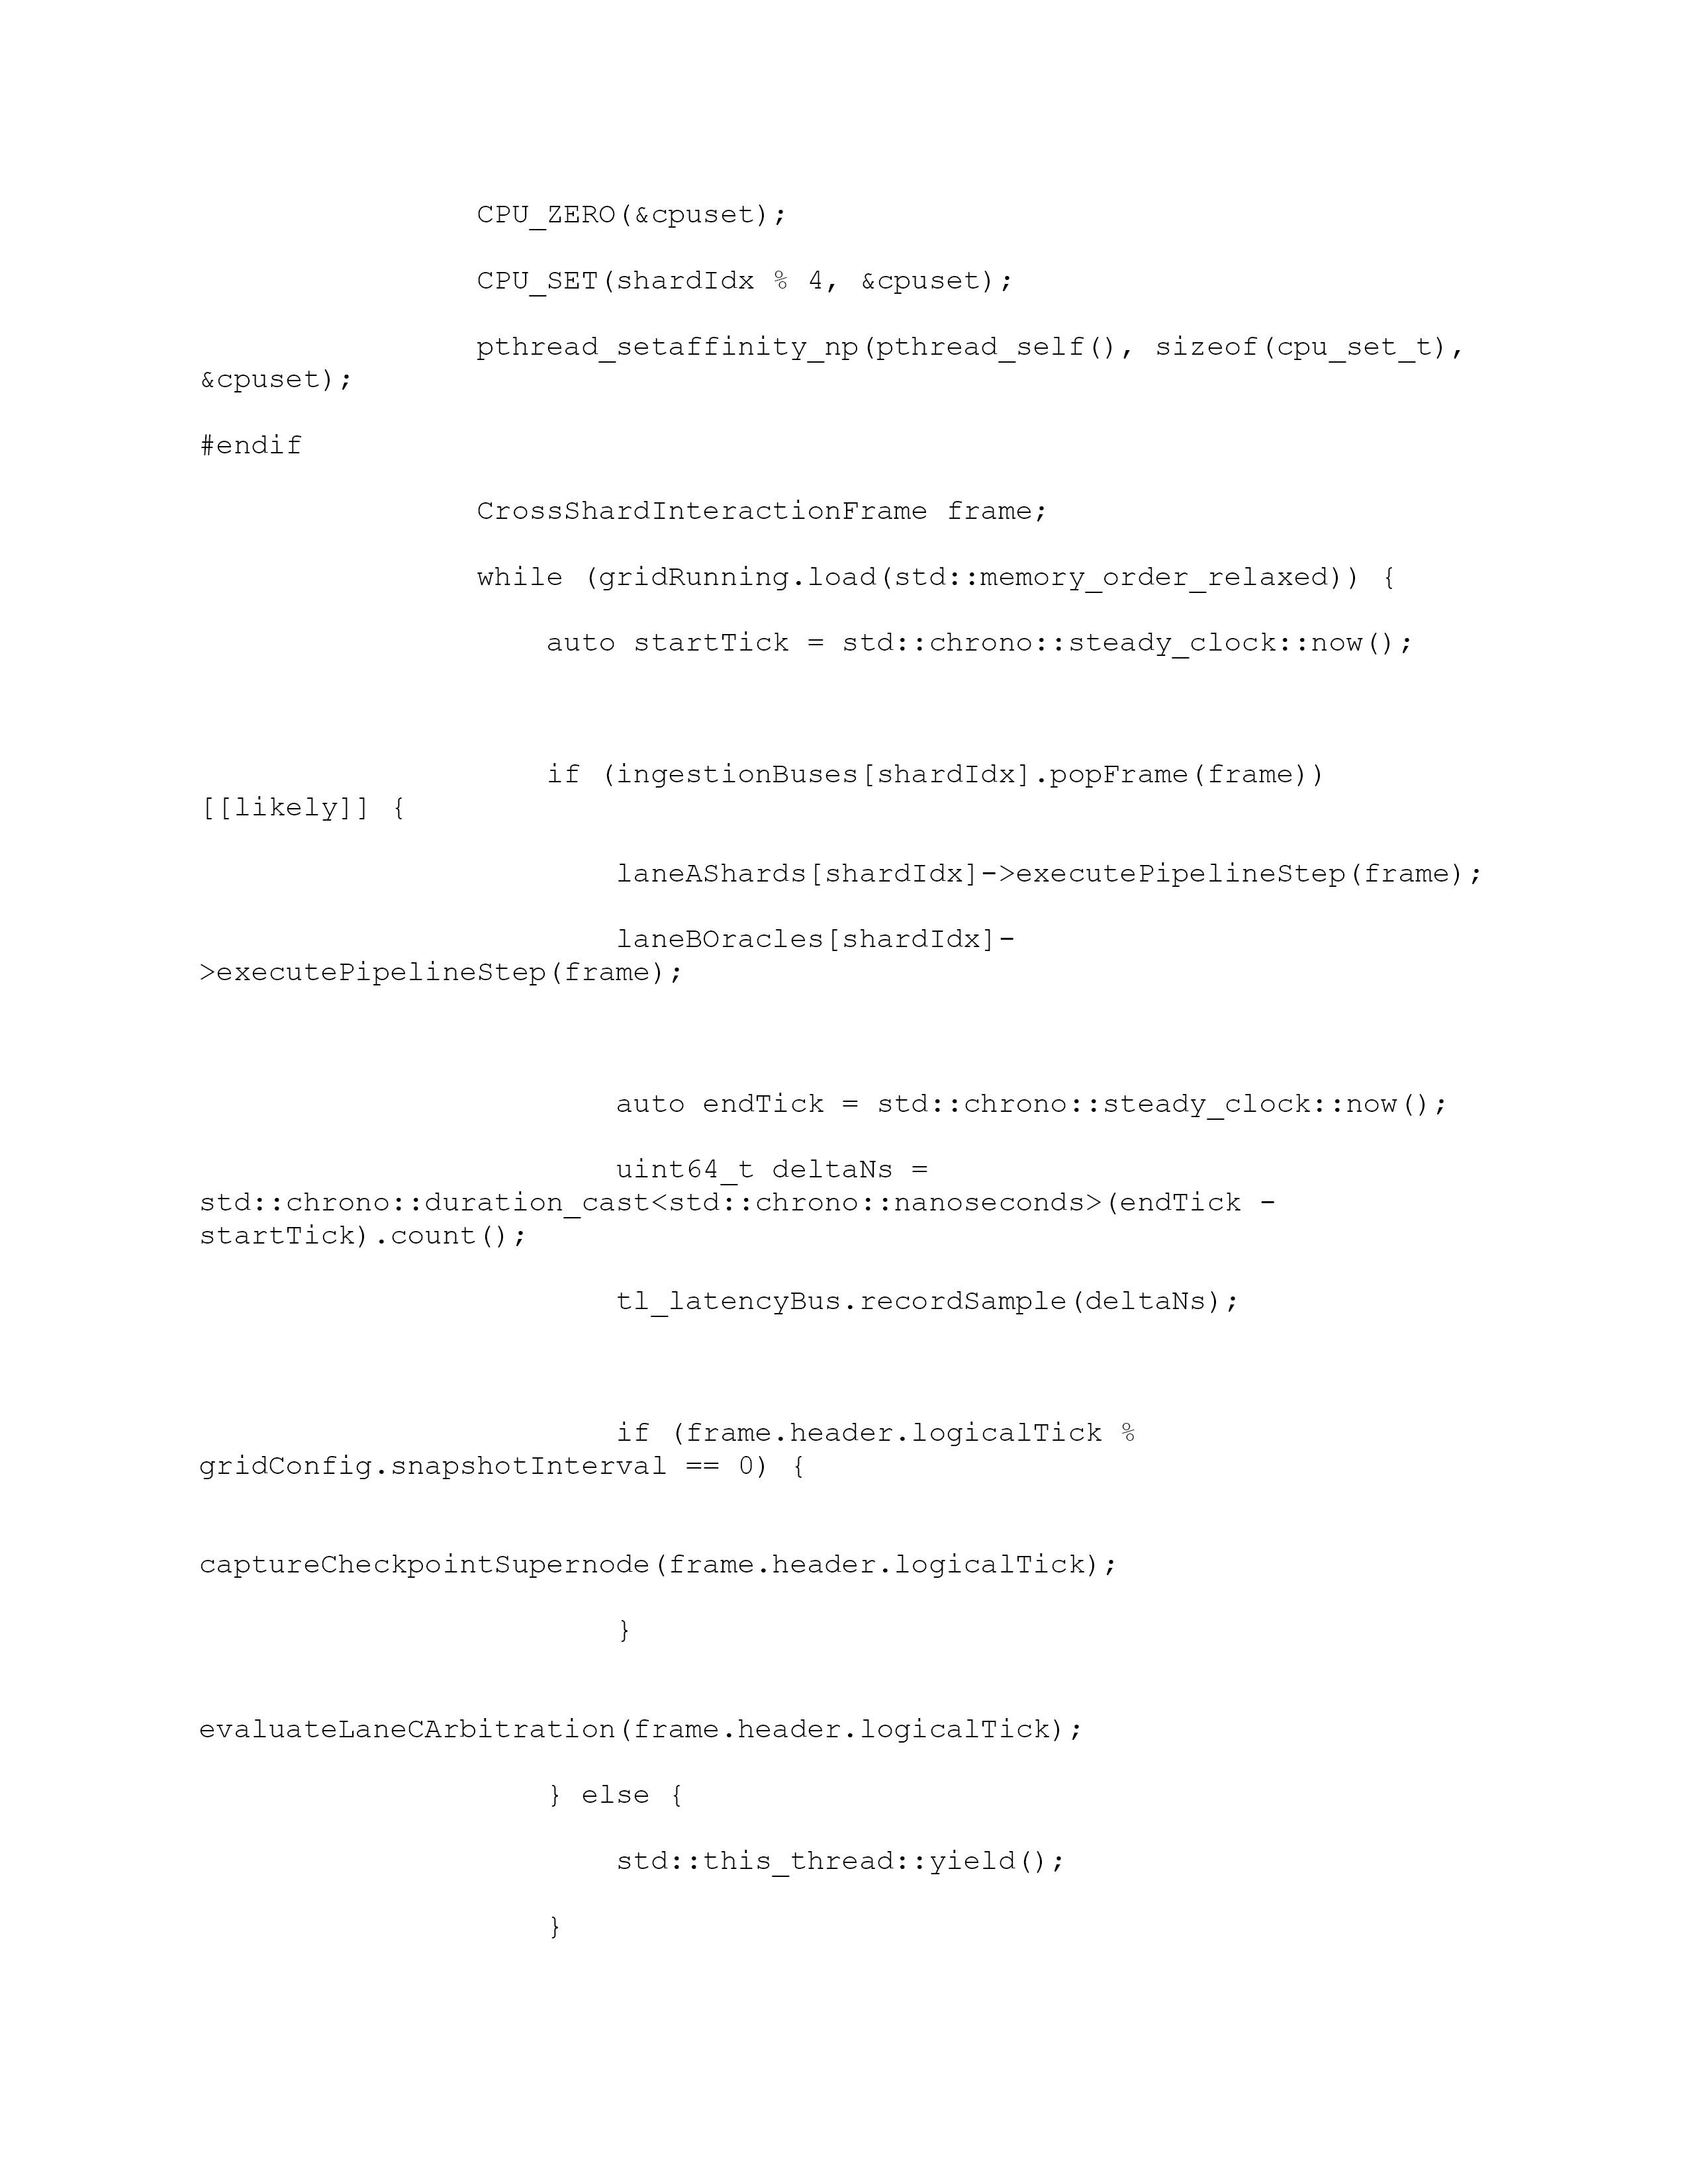 CPU_ZERO(&cpuset);
CPU_SET(shardIdx % 4, &cpuset);
pthread_setaffinity_np(pthread_self(), sizeof(cpu_set_t),
&cpuset);
#endif
CrossShardInteractionFrame frame;
while (gridRunning.load(std::memory_order_relaxed)) {
auto startTick = std::chrono::steady_clock::now();
if (ingestionBuses[shardIdx].popFrame(frame))
[[likely]] {
laneAShards[shardIdx]->executePipelineStep(frame);
laneBOracles[shardIdx]-
>executePipelineStep(frame);
auto endTick = std::chrono::steady_clock::now();
uint64_t deltaNs =
std::chrono::duration_cast<std::chrono::nanoseconds>(endTick -
startTick).count();
tl_latencyBus.recordSample(deltaNs);
if (frame.header.logicalTick %
gridConfig.snapshotInterval == 0) {
captureCheckpointSupernode(frame.header.logicalTick);
}
evaluateLaneCArbitration(frame.header.logicalTick);
} else {
std::this_thread::yield();
}